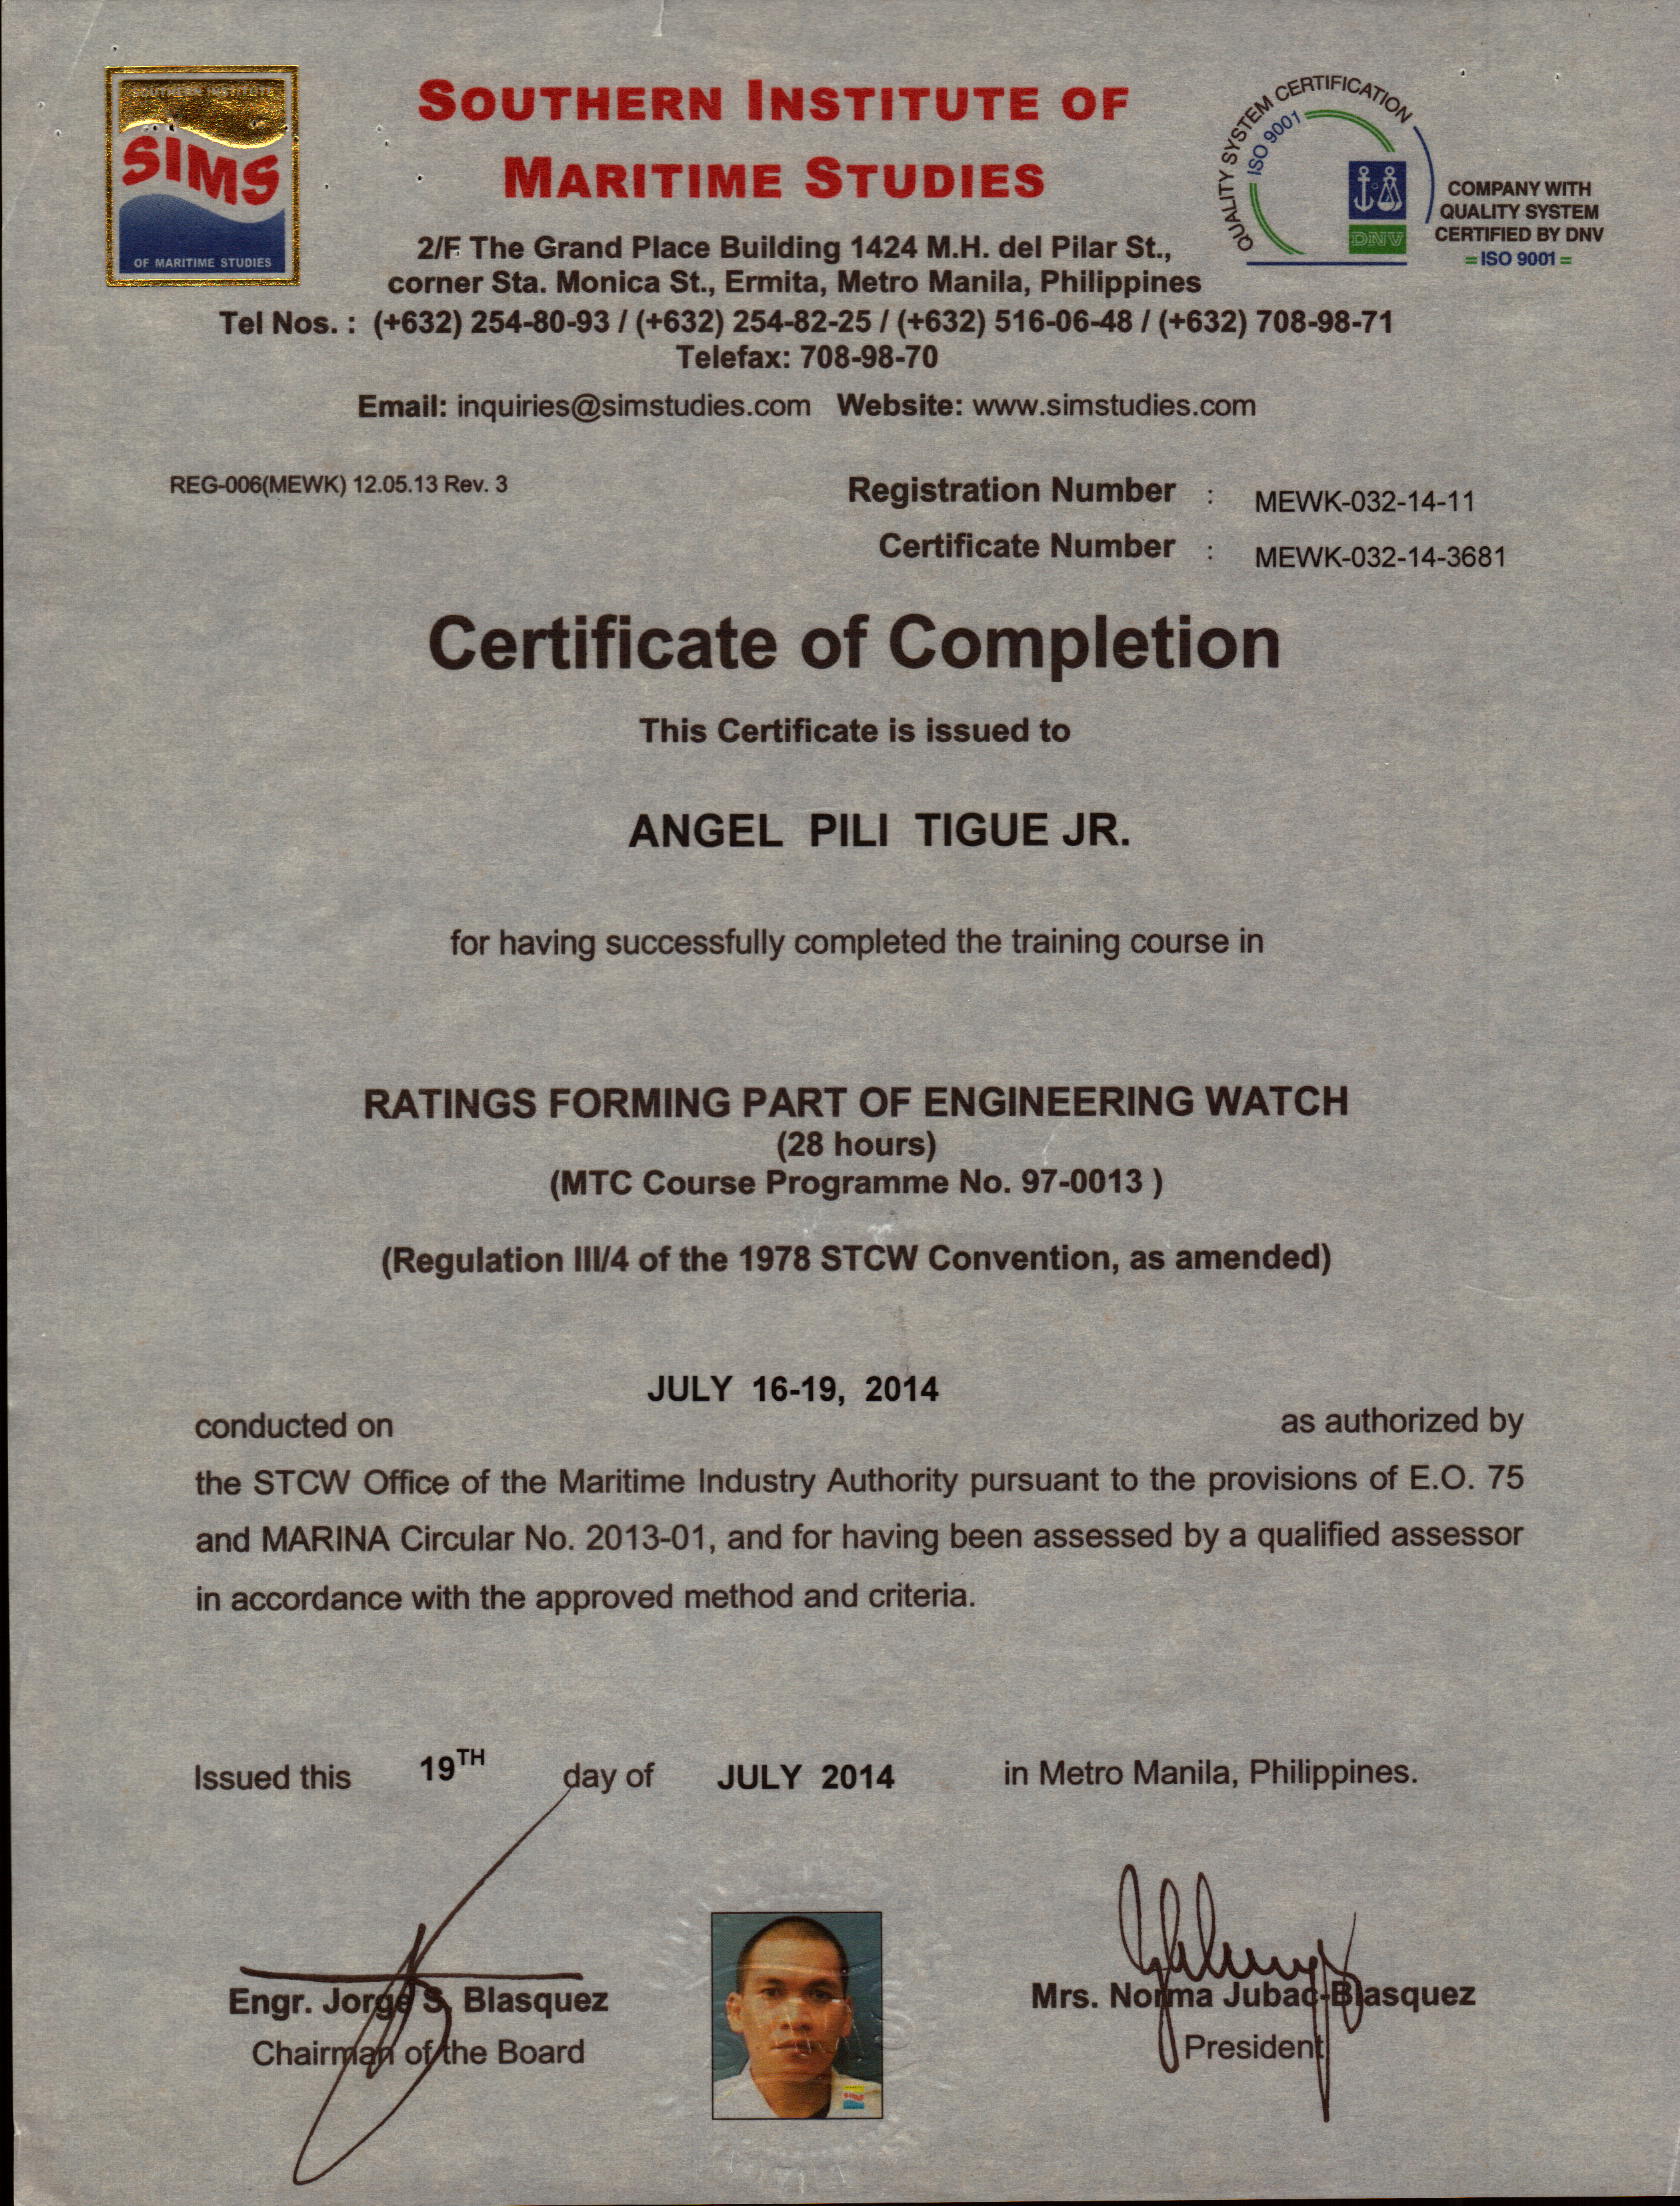 SOUTHERN INSTITUTE
SIMS
OF MARITIME STUDIES
SOUTHERN INSTITUTE OF
MARITIME STUDIES
QUALITY SYSTEM CERTIFICATION
ISO 9001
DNV
COMPANY WITH
QUALITY SYSTEM
CERTIFIED BY DNV
=ISO 9001=
2/F. The Grand Place Building 1424 M.H. del Pilar St.,
corner Sta. Monica St., Ermita, Metro Manila, Philippines
Tel Nos. : (+632) 254-80-93 / (+632) 254-82-25 / (+632) 516-06-48 / (+632) 708-98-71
Telefax: 708-98-70
Email: inquiries@simstudies.com Website: www.simstudies.com
REG-006(MEWK) 12.05.13 Rev. 3
Registration Number : MEWK-032-14-11
Certificate Number : MEWK-032-14-3681
Certificate of Completion
This Certificate is issued to
ANGEL PILI TIGUE JR.
for having successfully completed the training course in
RATINGS FORMING PART OF ENGINEERING WATCH
(28 hours)
(MTC Course Programme No. 97-0013 )
(Regulation III/4 of the 1978 STCW Convention, as amended)
conducted on JULY 16-19, 2014 as authorized by
the STCW Office of the Maritime Industry Authority pursuant to the provisions of E.O. 75
and MARINA Circular No. 2013-01, and for having been assessed by a qualified assessor
in accordance with the approved method and criteria.
Issued this 19TH day of JULY 2014 in Metro Manila, Philippines.
Engr. Jorge S. Blasquez
Chairman of the Board
SIMS
Mrs. Norma Jubac-Blasquez
President